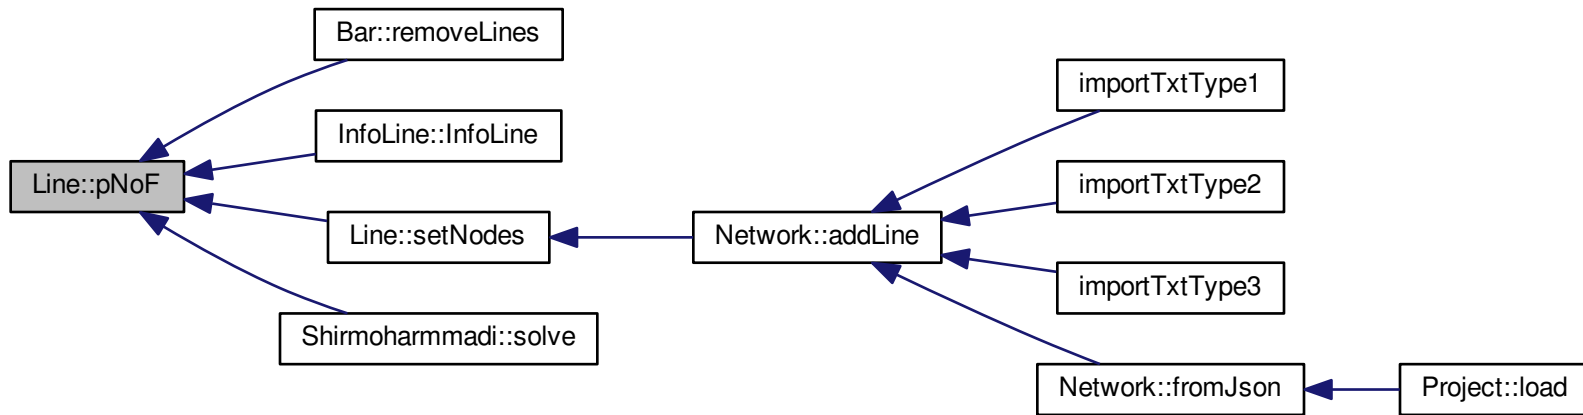 Line::pNoF
Bar::removeLines
InfoLine::InfoLine
Line::setNodes
Shirmoharmmadi::solve
Network::addLine
importTxtType1
importTxtType2
importTxtType3
Network::fromJson
Project::load